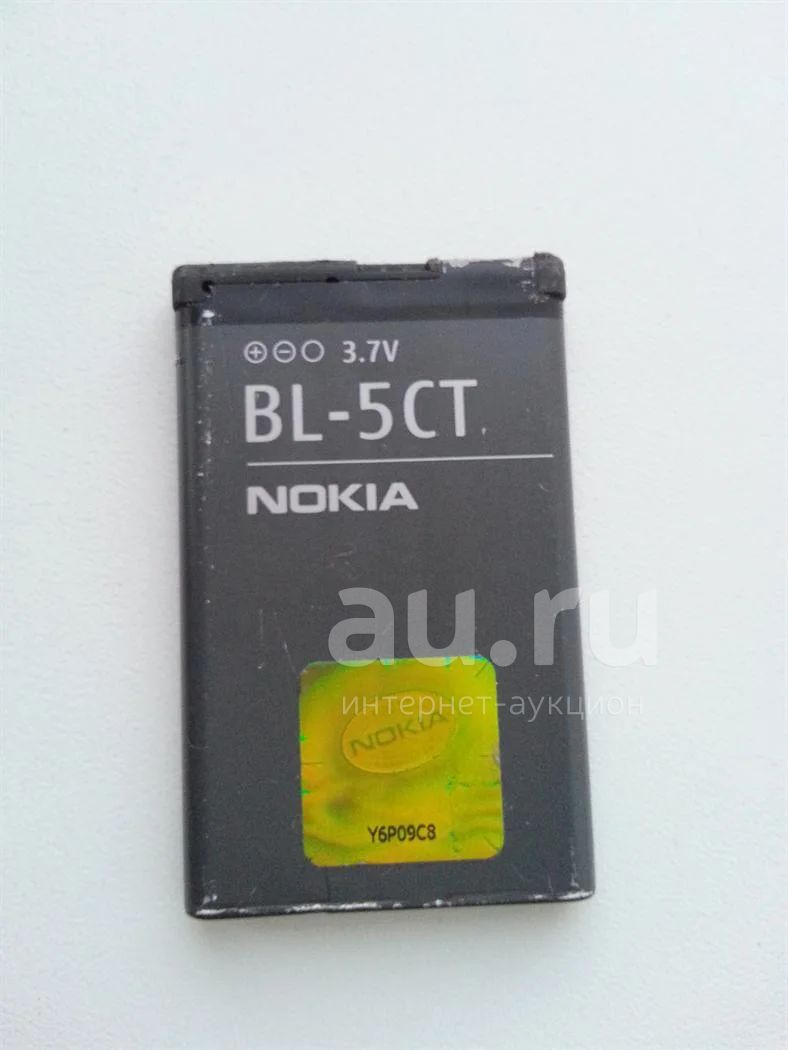 ⊕⊖○ 3.7V
BL-5CT
NOKIA
au.ru
интернет-аукцион
NOKIA
Y6P09C8